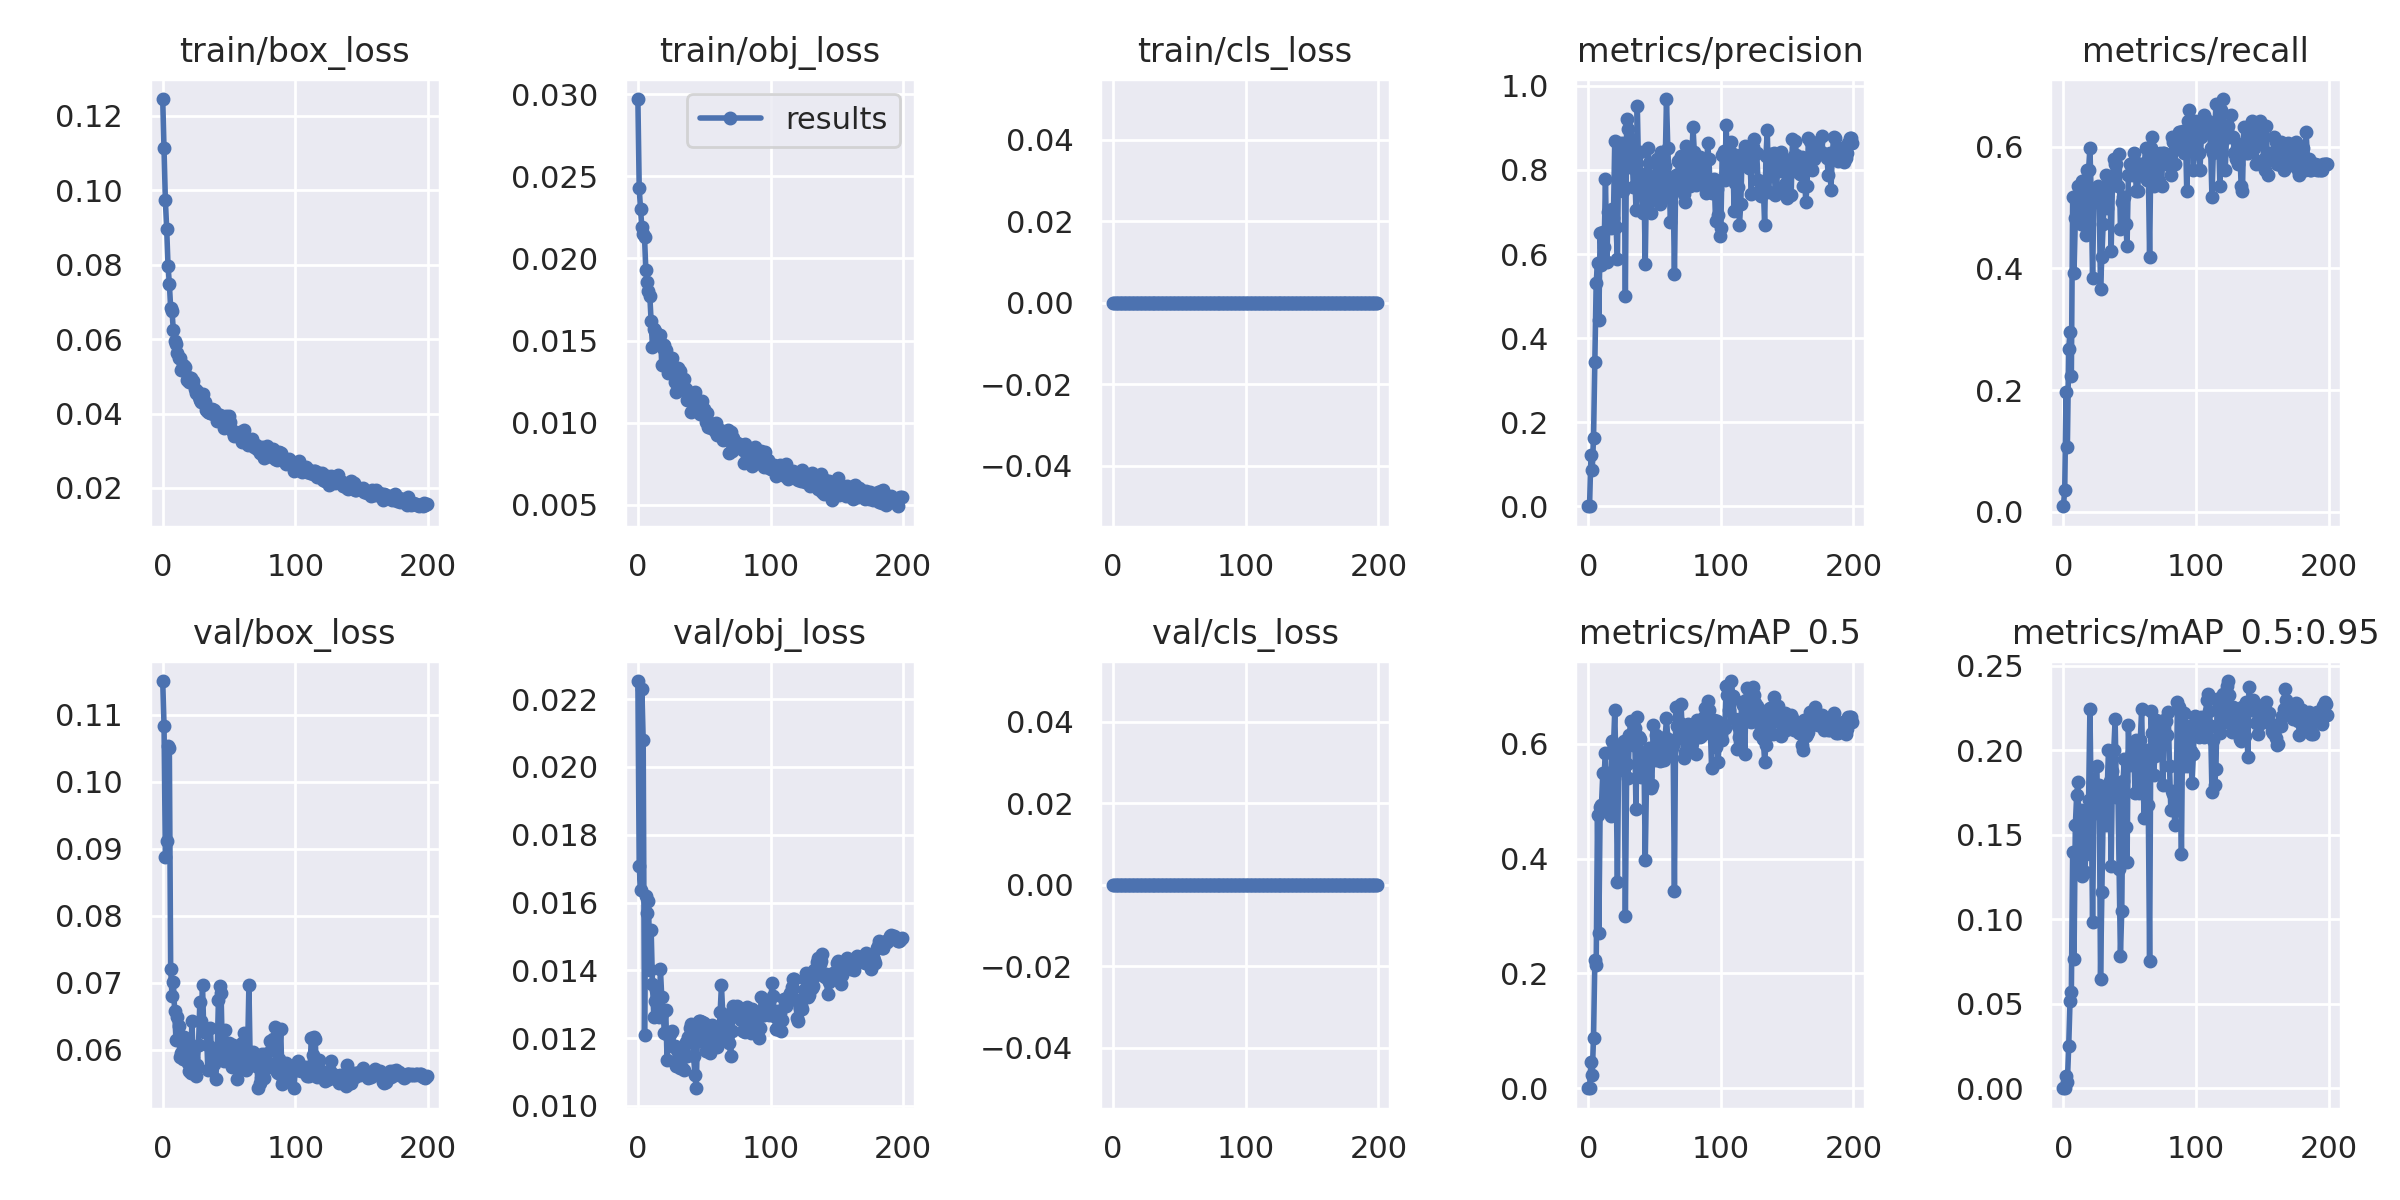 train/box_loss
0.12
0.10
0.08
0.06
0.04
0.02
0 100 200
train/obj_loss
results
0.030
0.025
0.020
0.015
0.010
0.005
0 100 200
train/cls_loss
0.04
0.02
0.00
−0.02
−0.04
0 100 200
metrics/precision
1.0
0.8
0.6
0.4
0.2
0.0
0 100 200
metrics/recall
0.6
0.4
0.2
0.0
0 100 200
val/box_loss
0.11
0.10
0.09
0.08
0.07
0.06
0 100 200
val/obj_loss
0.022
0.020
0.018
0.016
0.014
0.012
0.010
0 100 200
val/cls_loss
0.04
0.02
0.00
−0.02
−0.04
0 100 200
metrics/mAP_0.5
0.6
0.4
0.2
0.0
0 100 200
metrics/mAP_0.5:0.95
0.25
0.20
0.15
0.10
0.05
0.00
0 100 200